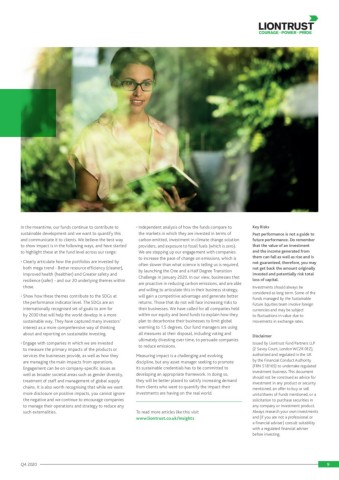 LIONTRUST
COURAGE · POWER · PRIDE
In the meantime, our funds continue to contribute to
sustainable development and we want to quantify this
and communicate it to clients. We believe the best way
to show impact is in the following ways, and have started
to highlight these at the fund level across our range:
• Clearly articulate how the portfolios are invested by
both mega trend – Better resource efficiency (cleaner),
improved health (healthier) and Greater safety and
resilience (safer) – and our 20 underlying themes within
those.
• Show how these themes contribute to the SDGs at
the performance indicator level. The SDGs are an
internationally recognised set of goals to aim for
by 2030 that will help the world develop in a more
sustainable way. They have captured many investors'
interest as a more comprehensive way of thinking
about and reporting on sustainable investing.
• Engage with companies in which we are invested
to measure the primary impacts of the products or
services the businesses provide, as well as how they
are managing the main impacts from operations.
Engagement can be on company-specific issues as
well as broader societal areas such as gender diversity,
treatment of staff and management of global supply
chains. It is also worth recognising that while we want
more disclosure on positive impacts, you cannot ignore
the negative and we continue to encourage companies
to manage their operations and strategy to reduce any
such externalities.
• Independent analysis of how the funds compare to
the markets in which they are invested in terms of
carbon emitted, investment in climate change solution
providers, and exposure to fossil fuels (which is zero).
We are stepping up our engagement with companies
to increase the pace of change on emissions, which is
often slower than what science is telling us is required,
by launching the One and a Half Degree Transition
Challenge in January 2020. In our view, businesses that
are proactive in reducing carbon emissions, and are able
and willing to articulate this in their business strategy,
will gain a competitive advantage and generate better
returns. Those that do not will face increasing risks to
their businesses. We have called for all companies held
within our equity and bond funds to explain how they
plan to decarbonise their businesses to limit global
warming to 1.5 degrees. Our fund managers are using
all measures at their disposal, including voting and
ultimately divesting over time, to persuade companies
to reduce emissions.
Measuring impact is a challenging and evolving
discipline, but any asset manager seeking to promote
its sustainable credentials has to be committed to
developing an appropriate framework. In doing so,
they will be better placed to satisfy increasing demand
from clients who want to quantify the impact their
investments are having on the real world.
To read more articles like this visit
www.liontrust.co.uk/insights
Key Risks
Past performance is not a guide to
future performance. Do remember
that the value of an investment
and the income generated from
them can fall as well as rise and is
not guaranteed, therefore, you may
not get back the amount originally
invested and potentially risk total
loss of capital.
Investments should always be
considered as long term. Some of the
funds managed by the Sustainable
Future Equities team involve foreign
currencies and may be subject
to fluctuations in value due to
movements in exchange rates.
Disclaimer
Issued by Liontrust Fund Partners LLP
(2 Savoy Court, London WC2R 0EZ),
authorised and regulated in the UK
by the Financial Conduct Authority
(FRN 518165) to undertake regulated
investment business. This document
should not be construed as advice for
investment in any product or security
mentioned, an offer to buy or sell
units/shares of Funds mentioned, or a
solicitation to purchase securities in
any company or investment product.
Always research your own investments
and (if you are not a professional or
a financial adviser) consult suitability
with a regulated financial adviser
before investing.
Q4 2020
9